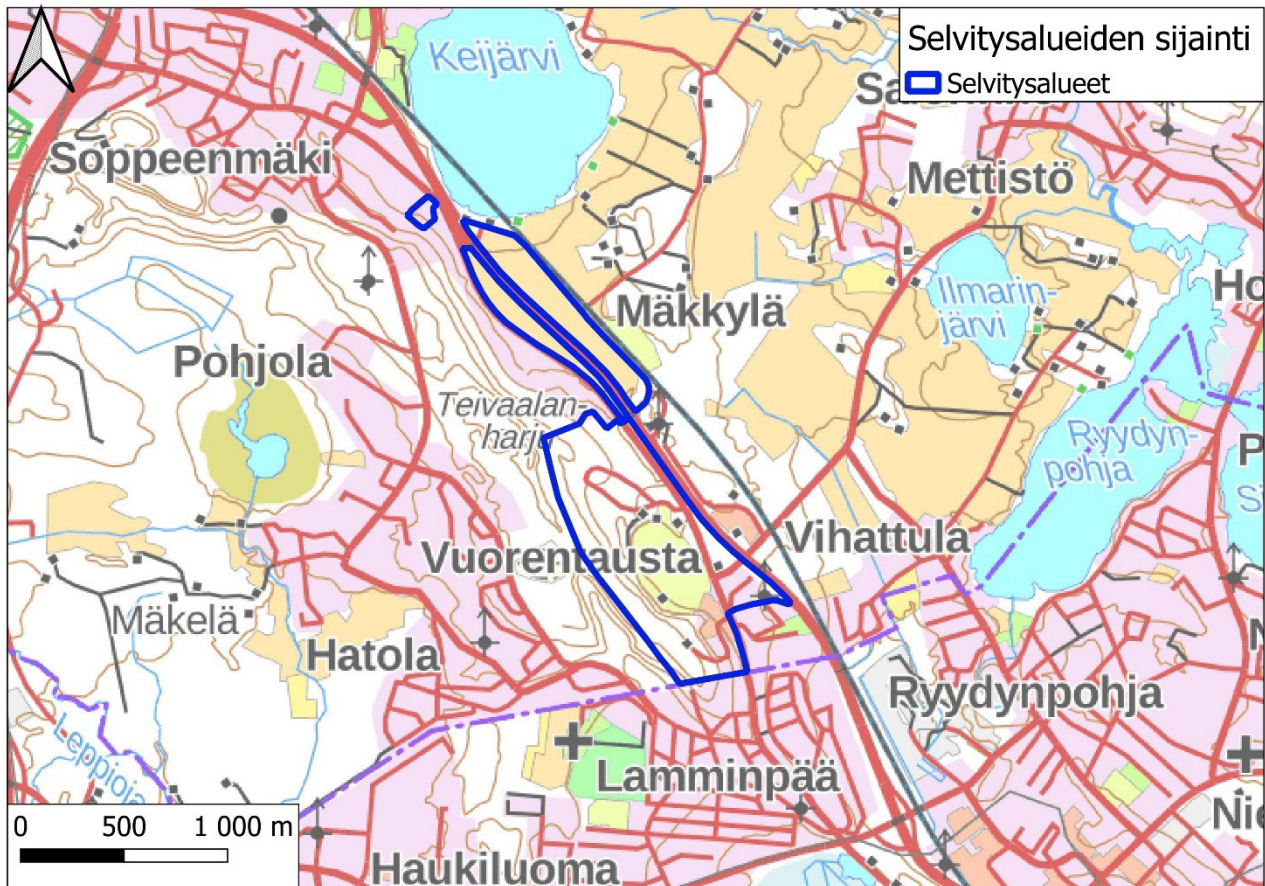 Selvitysalueiden sijainti
Selvitysalueet
Keijärvi
Soppeenmäki
Mettistö
Ilmarin-
järvi
Mäkkylä
Pohjola
Teivaalan-
harju
Ryydyn-
pohja
Vihattula
Vuorentausta
Mäkelä
Hatola
Ryydynpohja
Leppioja
Lamminpää
Haukiluoma
0 500 1 000 m